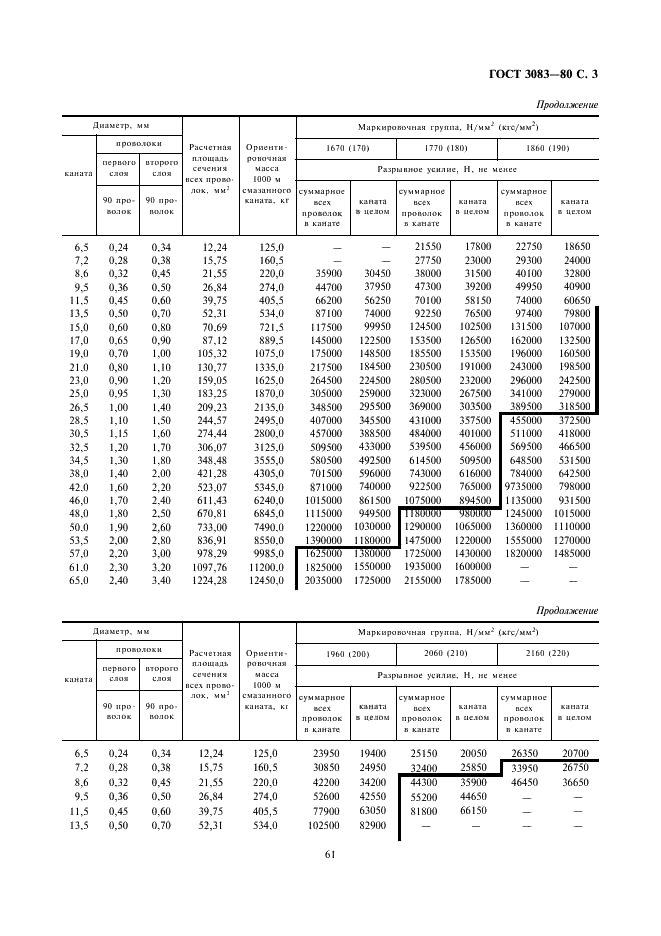 ГОСТ 3083—80 С. 3
Продолжение
Диаметр, мм
Расчетная площадь сечения всех прово- лок, мм²
Ориенти- ровочная масса 1000 м смазанного каната, кг
Маркировочная группа, Н/мм² (кгс/мм²)
каната
проволоки
1670 (170) 1770 (180) 1860 (190)
первого слоя
второго слоя
Разрывное усилие, Н, не менее
90 про- волок
90 про- волок
суммарное всех проволок в канате
каната в целом
суммарное всех проволок в канате
каната в целом
суммарное всех проволок в канате
каната в целом
6,5 0,24 0,34 12,24 125,0 — — 21550 17800 22750 18650
7,2 0,28 0,38 15,75 160,5 — — 27750 23000 29300 24000
8,6 0,32 0,45 21,55 220,0 35900 30450 38000 31500 40100 32800
9,5 0,36 0,50 26,84 274,0 44700 37950 47300 39200 49950 40900
11,5 0,45 0,60 39,75 405,5 66200 56250 70100 58150 74000 60650
13,5 0,50 0,70 52,31 534,0 87100 74000 92250 76500 97400 79800
15,0 0,60 0,80 70,69 721,5 117500 99950 124500 102500 131500 107000
17,0 0,65 0,90 87,12 889,5 145000 122500 153500 126500 162000 132500
19,0 0,70 1,00 105,32 1075,0 175000 148500 185500 153500 196000 160500
21,0 0,80 1,10 130,77 1335,0 217500 184500 230500 191000 243000 198500
23,0 0,90 1,20 159,05 1625,0 264500 224500 280500 232000 296000 242500
25,0 0,95 1,30 183,25 1870,0 305000 259000 323000 267500 341000 279000
26,5 1,00 1,40 209,23 2135,0 348500 295500 369000 303500 389500 318500
28,5 1,10 1,50 244,57 2495,0 407000 345500 431000 357500 455000 372500
30,5 1,15 1,60 274,44 2800,0 457000 388500 484000 401000 511000 418000
32,5 1,20 1,70 306,07 3125,0 509500 433000 539500 456000 569500 466500
34,5 1,30 1,80 348,48 3555,0 580500 492500 614500 509500 648500 531500
38,0 1,40 2,00 421,28 4305,0 701500 596000 743000 616000 784000 642500
42,0 1,60 2,20 523,07 5345,0 871000 740000 922500 765000 9735000 798000
46,0 1,70 2,40 611,43 6240,0 1015000 861500 1075000 894500 1135000 931500
48,0 1,80 2,50 670,81 6845,0 1115000 949500 1180000 980000 1245000 1015000
50.0 1,90 2,60 733,00 7490,0 1220000 1030000 1290000 1065000 1360000 1110000
53,5 2,00 2,80 836,91 8550,0 1390000 1180000 1475000 1220000 1555000 1270000
57,0 2,20 3,00 978,29 9985,0 1625000 1380000 1725000 1430000 1820000 1485000
61,0 2,30 3,20 1097,76 11200,0 1825000 1550000 1935000 1600000 — —
65,0 2,40 3,40 1224,28 12450,0 2035000 1725000 2155000 1785000 — —
Продолжение
Диаметр, мм
Расчетная площадь сечения всех прово- лок, мм²
Ориенти- ровочная масса 1000 м смазанного каната, кг
Маркировочная группа, Н/мм² (кгс/мм²)
каната
проволоки
1960 (200) 2060 (210) 2160 (220)
первого слоя
второго слоя
Разрывное усилие, Н, не менее
90 про- волок
90 про- волок
суммарное всех проволок в канате
каната в целом
суммарное всех проволок в канате
каната в целом
суммарное всех проволок в канате
каната в целом
6,5 0,24 0,34 12,24 125,0 23950 19400 25150 20050 26350 20700
7,2 0,28 0,38 15,75 160,5 30850 24950 32400 25850 33950 26750
8,6 0,32 0,45 21,55 220,0 42200 34200 44300 35900 46450 36650
9,5 0,36 0,50 26,84 274,0 52600 42550 55200 44650 — —
11,5 0,45 0,60 39,75 405,5 77900 63050 81800 66150 — —
13,5 0,50 0,70 52,31 534.0 102500 82900 — — — —
61